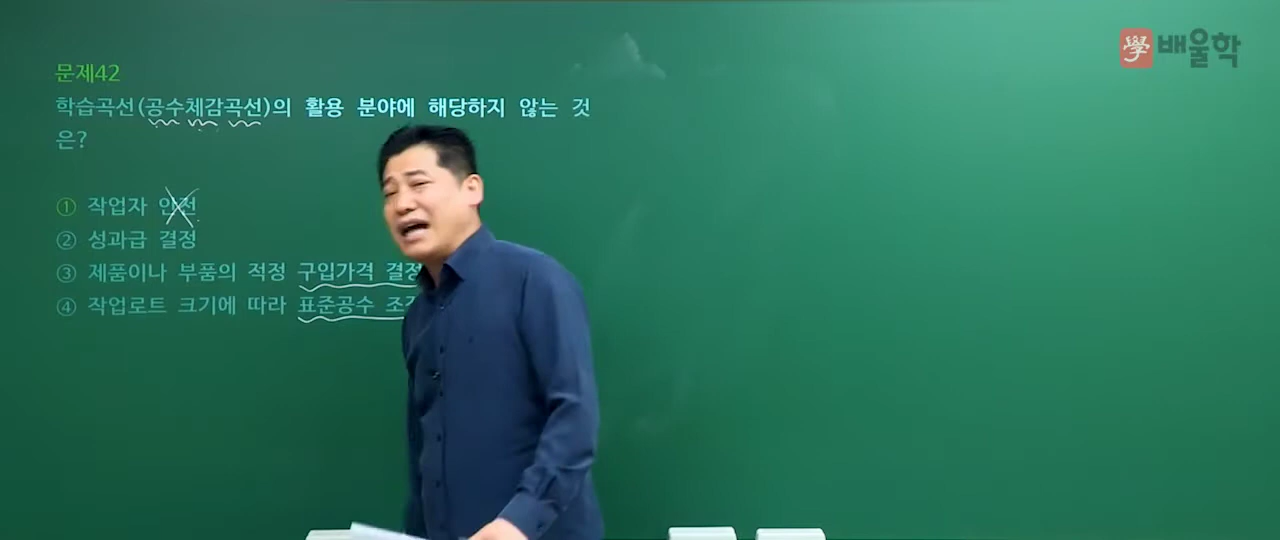 學배울학
문제42
학습곡선(공수체감곡선)의 활용 분야에 해당하지 않는 것
은?
① 작업자 안전
② 성과급 결정
③ 제품이나 부품의 적정 구입가격 결정
④ 작업로트 크기에 따라 표준공수